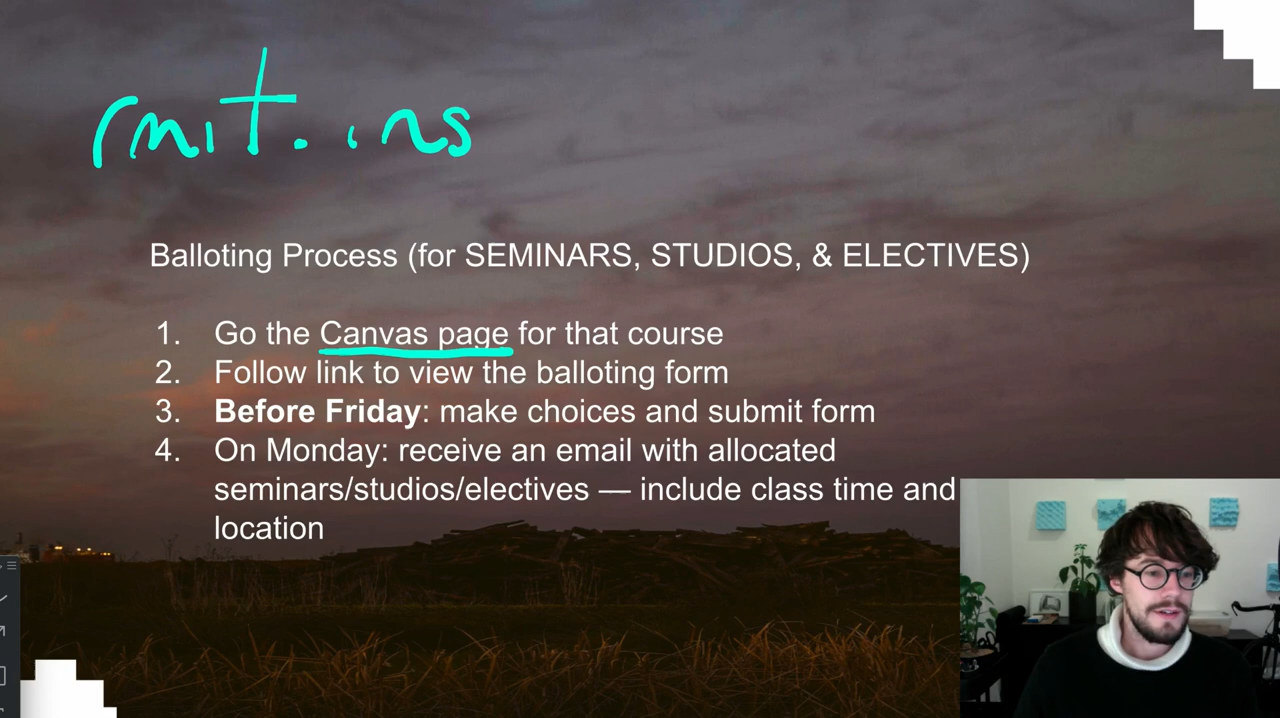 rmit.ins
Balloting Process (for SEMINARS, STUDIOS, & ELECTIVES)
1. Go the Canvas page for that course
2. Follow link to view the balloting form
3. Before Friday: make choices and submit form
4. On Monday: receive an email with allocated
seminars/studios/electives — include class time and
location